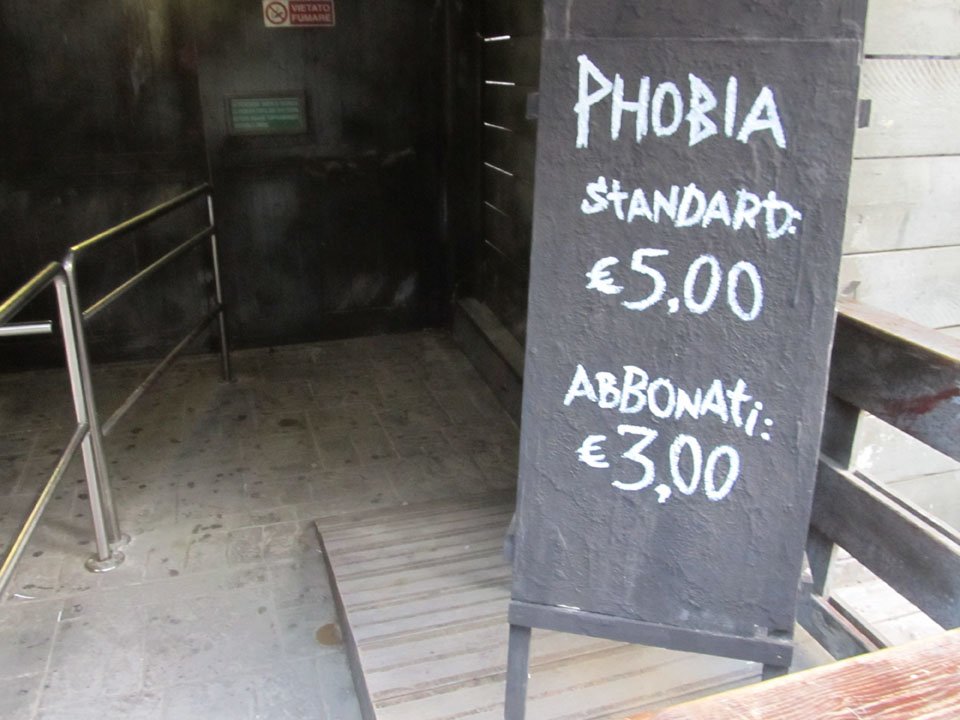 VIETATO
FUMARE
PHOBIA
STANDARD:
€5,00
ABBONATI:
€3,00